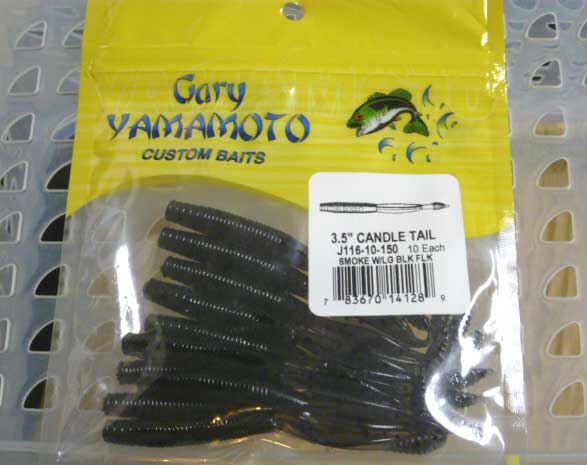 Gary
YAMAMOTO
CUSTOM BAITS
3.5" CANDLE TAIL
J116-10-150 10 Each
SMOKE W/LG BLK FLK
7 83670 14128 9